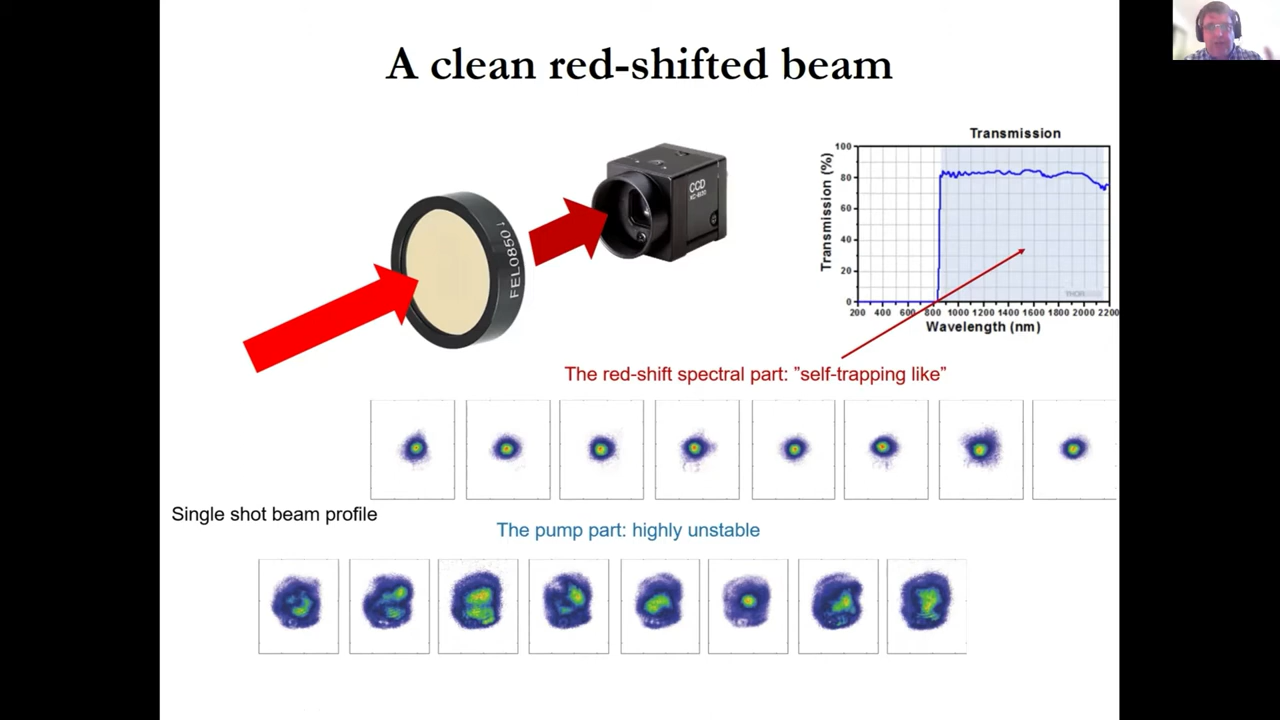 A clean red-shifted beam
FEL0850
CCD
Transmission
Transmission (%)
100
80
60
40
20
0
200 400 600 800 1000 1200 1400 1600 1800 2000 2200
Wavelength (nm)
The red-shift spectral part: ”self-trapping like”
Single shot beam profile
The pump part: highly unstable